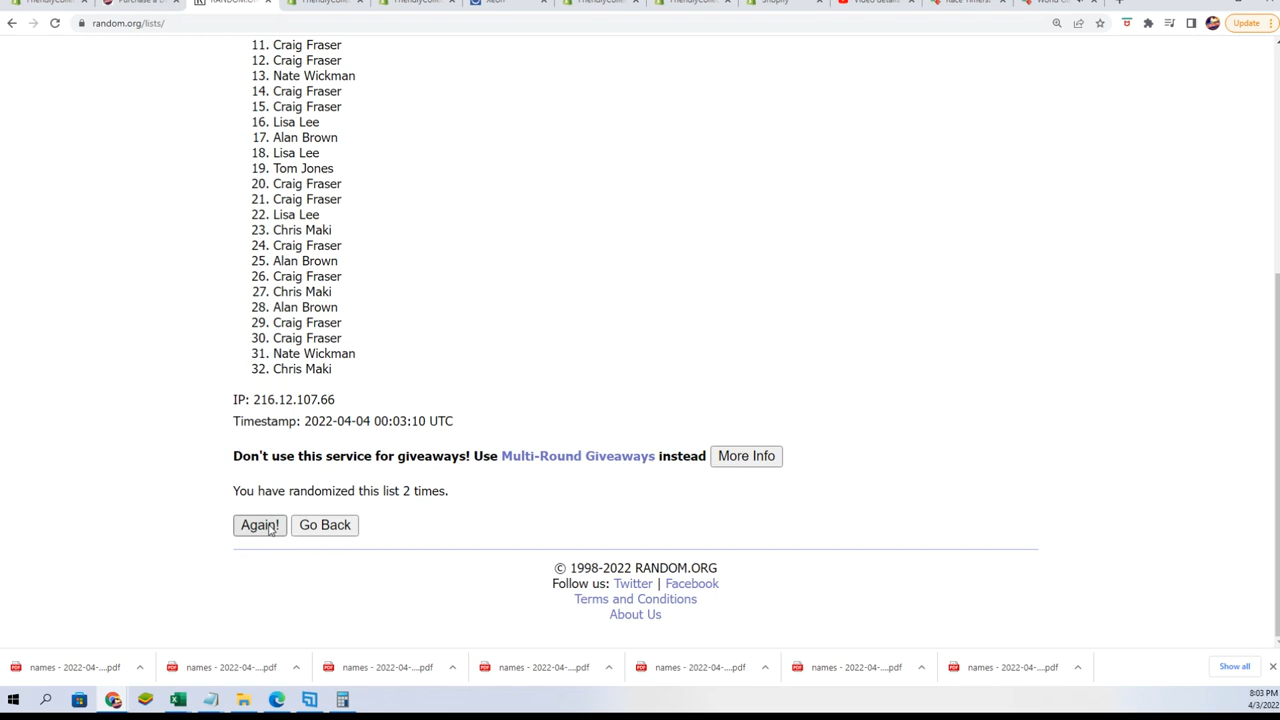 RANDOM.O
Video details
random.org/lists/
Update
11. Craig Fraser
12. Craig Fraser
13. Nate Wickman
14. Craig Fraser
15. Craig Fraser
16. Lisa Lee
17. Alan Brown
18. Lisa Lee
19. Tom Jones
20. Craig Fraser
21. Craig Fraser
22. Lisa Lee
23. Chris Maki
24. Craig Fraser
25. Alan Brown
26. Craig Fraser
27. Chris Maki
28. Alan Brown
29. Craig Fraser
30. Craig Fraser
31. Nate Wickman
32. Chris Maki
IP: 216.12.107.66
Timestamp: 2022-04-04 00:03:10 UTC
Don't use this service for giveaways! Use Multi-Round Giveaways instead More Info
You have randomized this list 2 times.
Again! Go Back
© 1998-2022 RANDOM.ORG
Follow us: Twitter | Facebook
Terms and Conditions
About Us
names - 2022-04-....pdf names - 2022-04-....pdf names - 2022-04-....pdf names - 2022-04-....pdf names - 2022-04-....pdf names - 2022-04-....pdf names - 2022-04-....pdf Show all
8:03 PM
4/3/2022